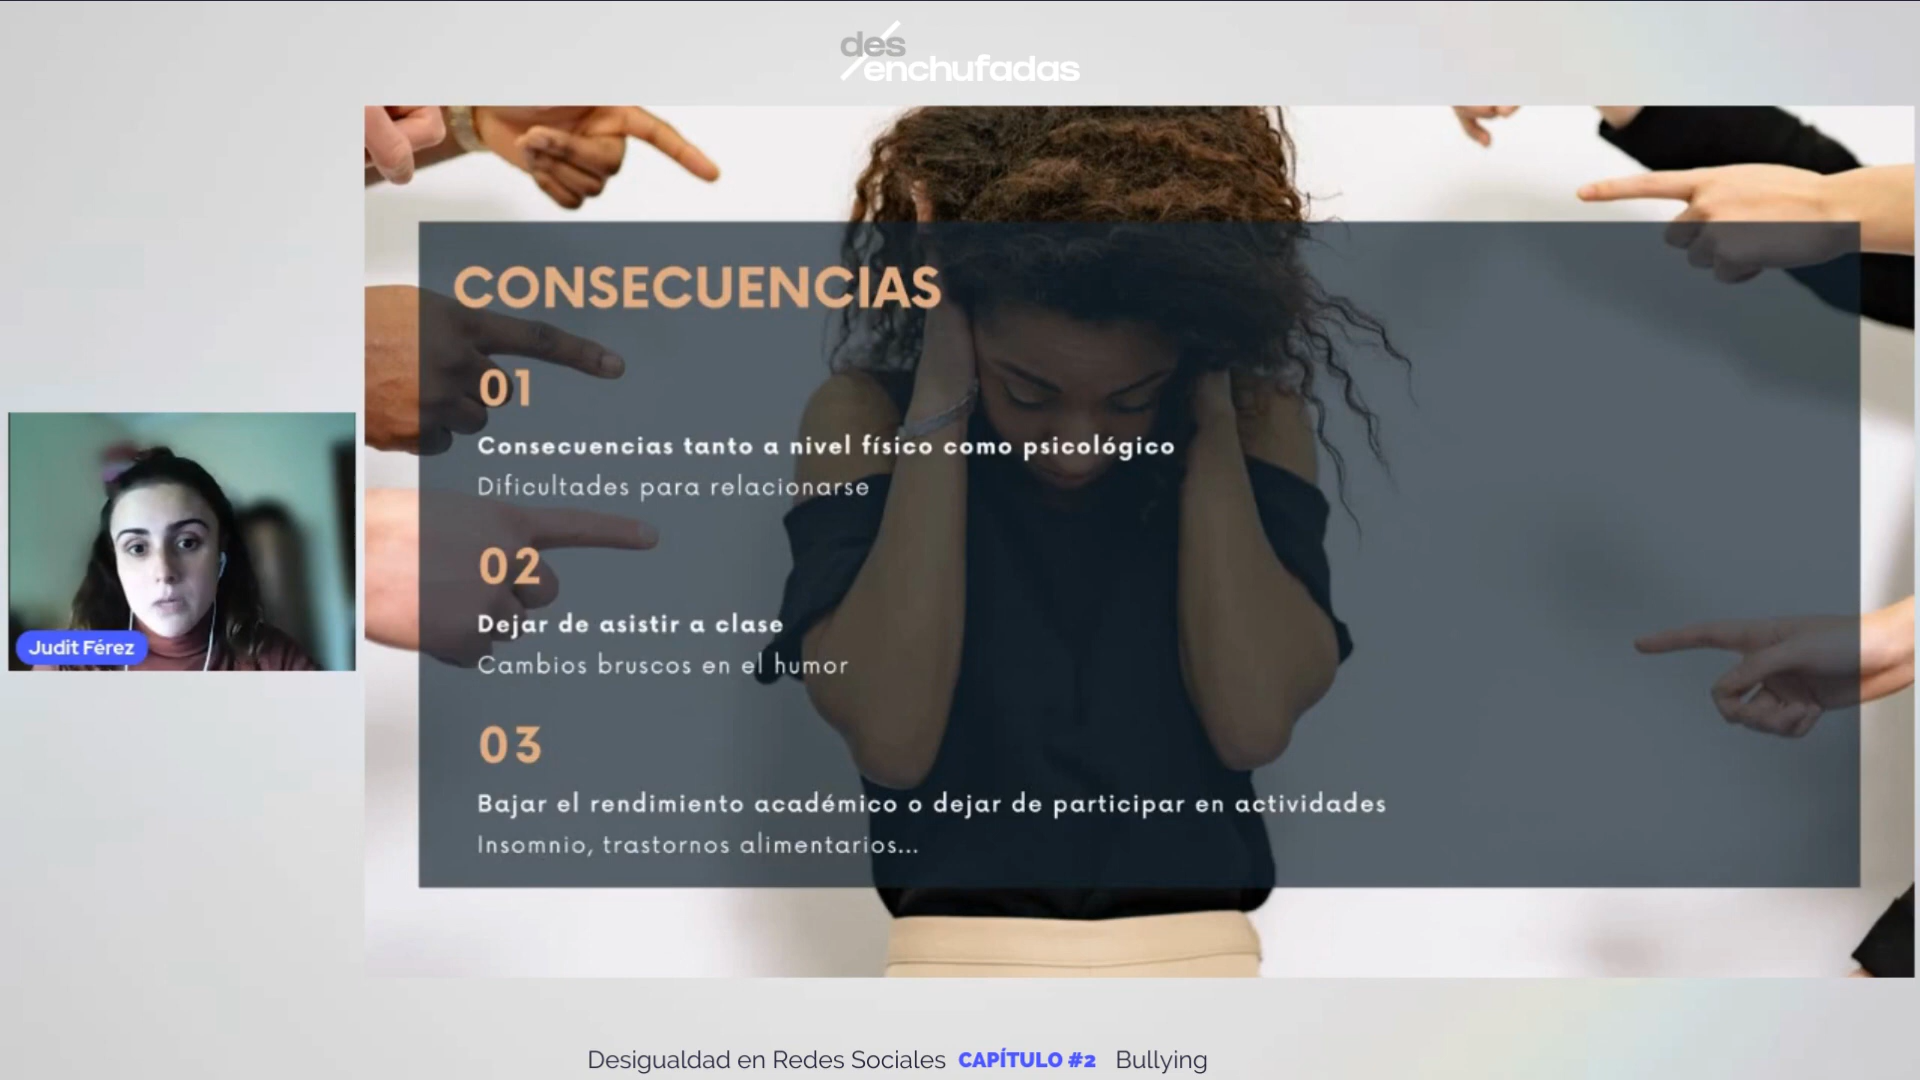 des
enchufadas
CONSECUENCIAS
01
Consecuencias tanto a nivel físico como psicológico
Dificultades para relacionarse
02
Dejar de asistir a clase
Cambios bruscos en el humor
03
Bajar el rendimiento académico o dejar de participar en actividades
Insomnio, trastornos alimentarios...
Judit Férez
Desigualdad en Redes Sociales CAPÍTULO #2 Bullying